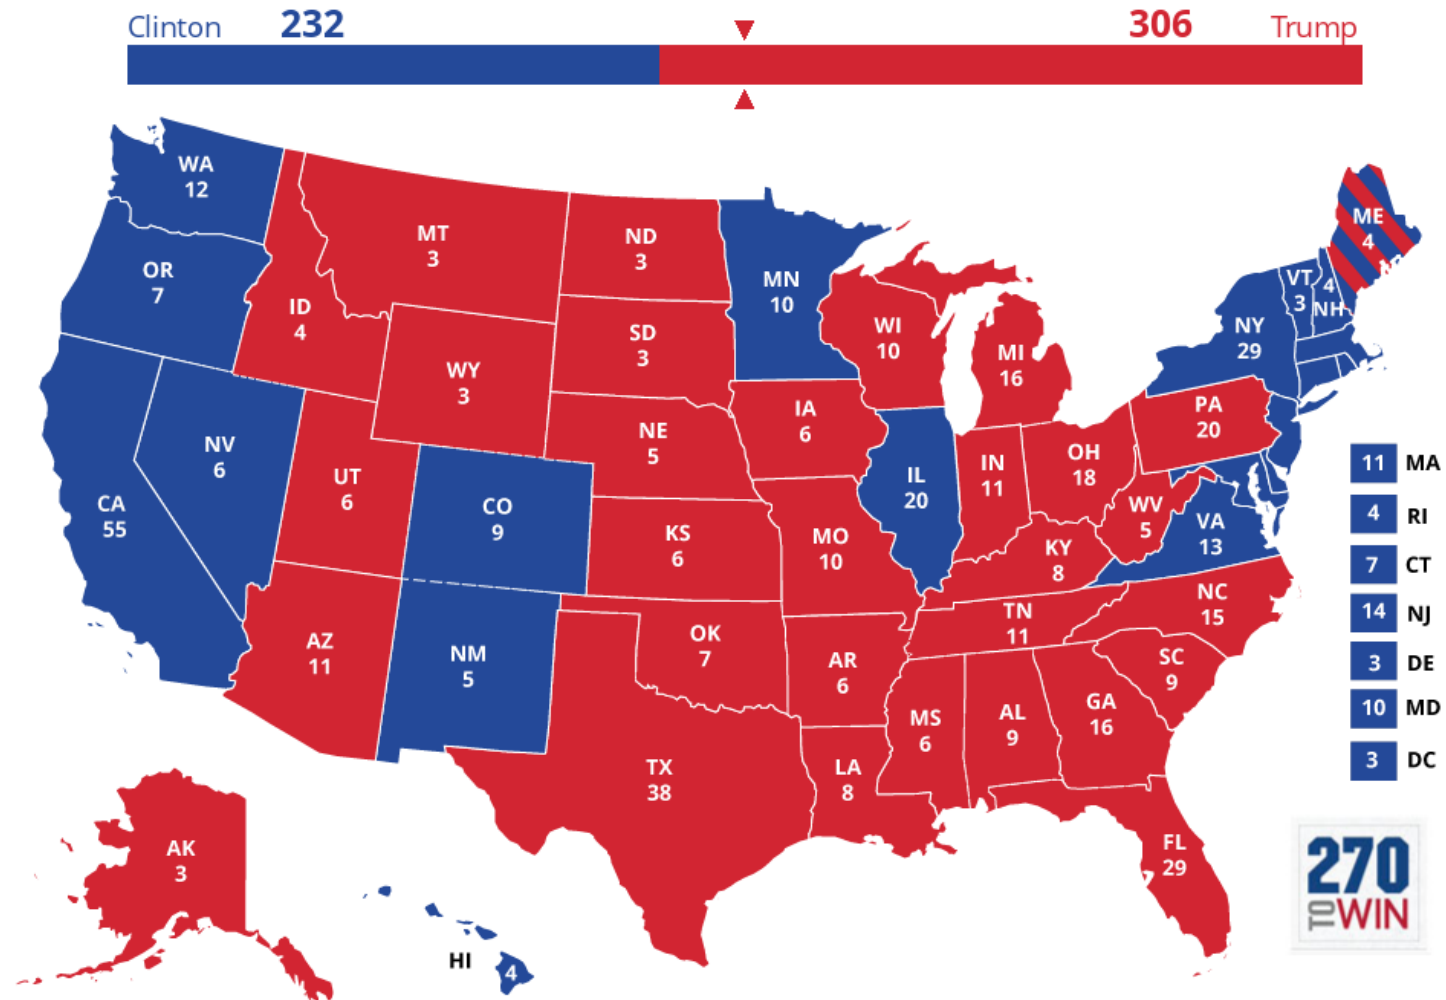 Clinton 232 306 Trump
WA
12
OR
7
CA
55
NV
6
ID
4
MT
3
WY
3
UT
6
AZ
11
CO
9
NM
5
ND
3
SD
3
NE
5
KS
6
OK
7
TX
38
MN
10
IA
6
MO
10
AR
6
LA
8
WI
10
IL
20
MI
16
IN
11
OH
18
KY
8
TN
11
MS
6
AL
9
GA
16
FL
29
SC
9
NC
15
VA
13
WV
5
PA
20
NY
29
VT
3
4
NH
ME
4
11 MA
4 RI
7 CT
14 NJ
3 DE
10 MD
3 DC
AK
3
HI
4
270
TO WIN